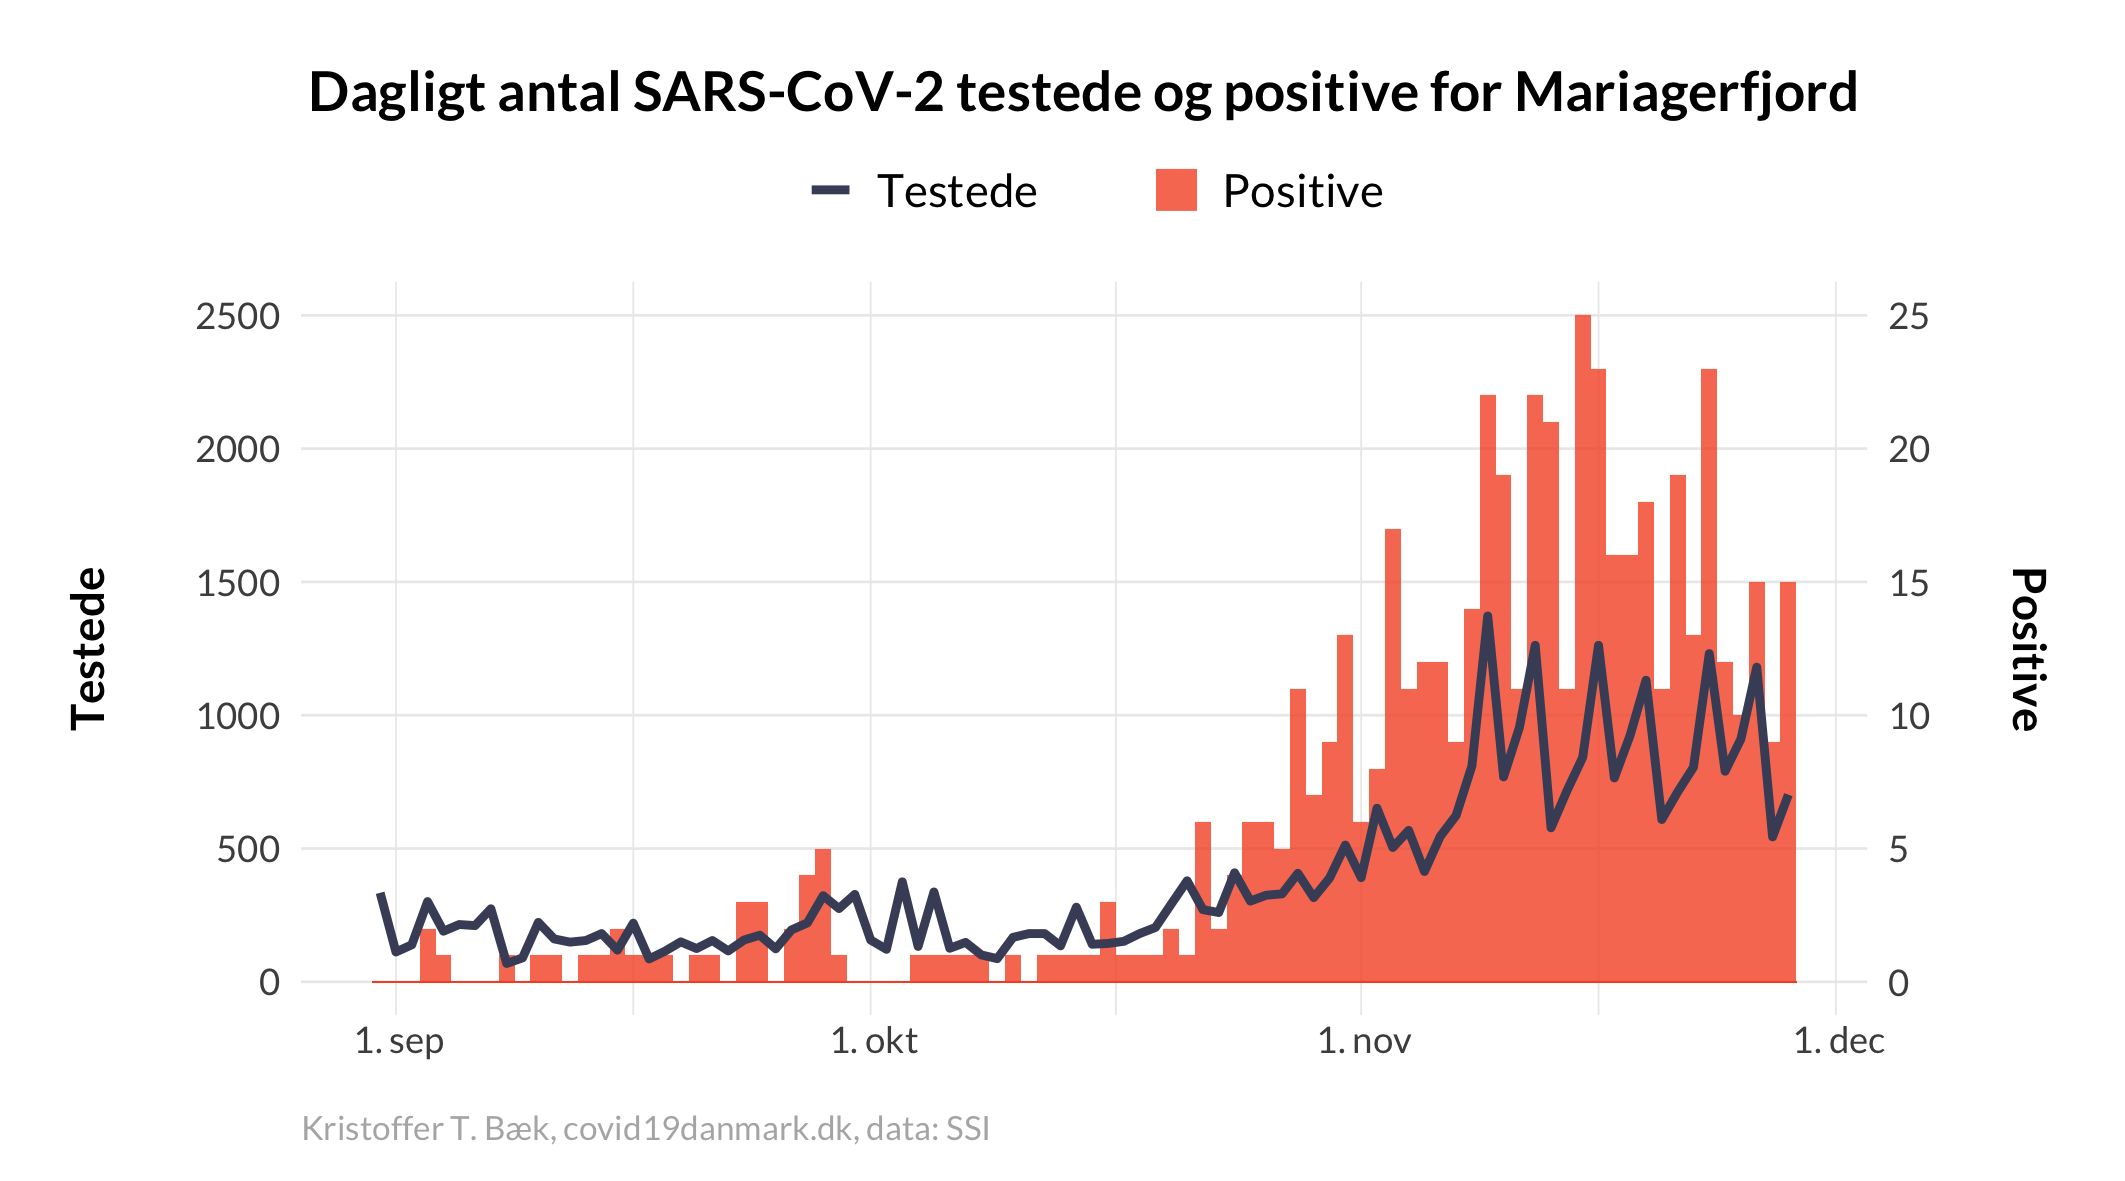 Dagligt antal SARS-CoV-2 testede og positive for Mariagerfjord
Testede
Positive
2500
2000
1500
1000
500
0
Testede
25
20
15
10
5
0
Positive
1. sep
1. okt
1. nov
1. dec
Kristoffer T. Bæk, covid19danmark.dk, data: SSI